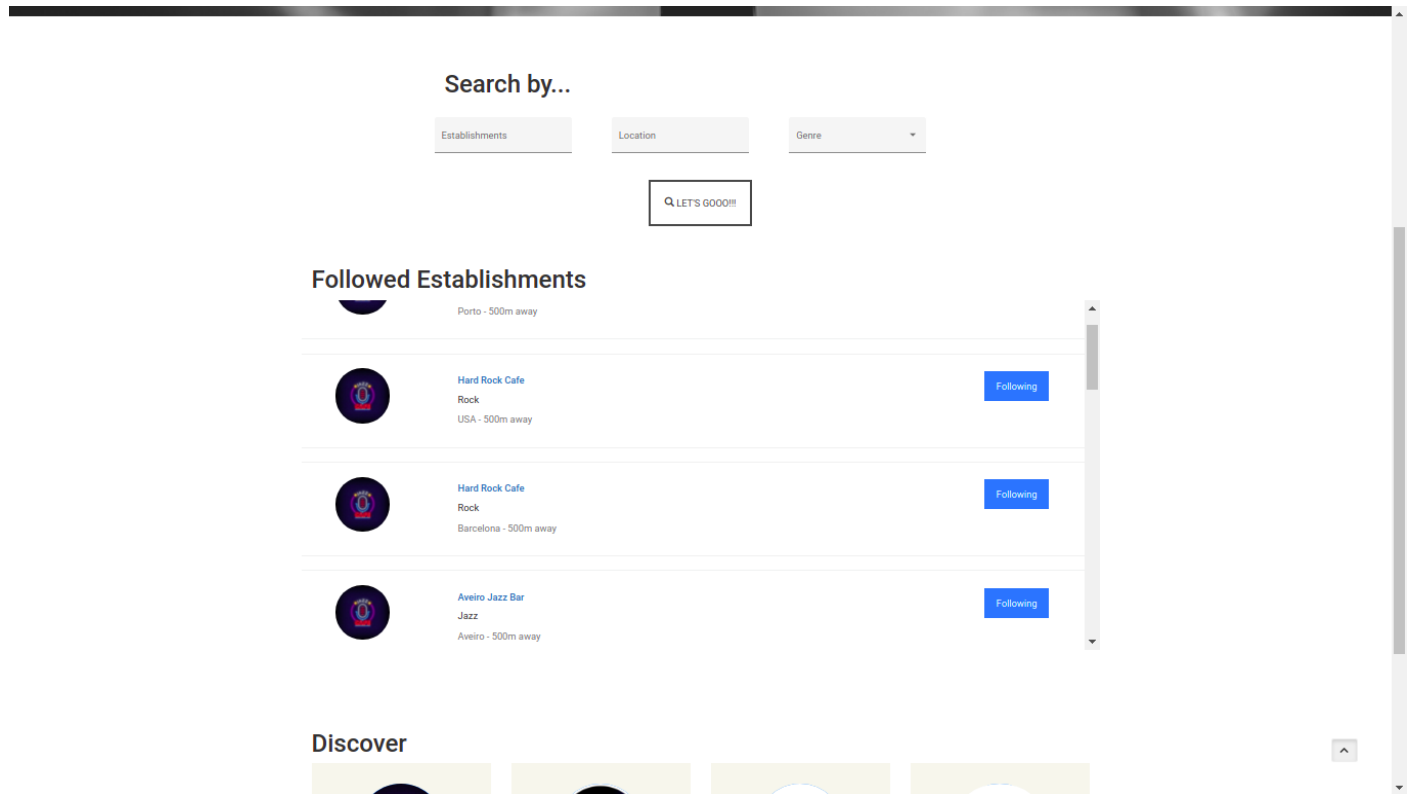 Search by...
Establishments
Location
Genre
LET'S GOOO!!!
Followed Establishments
Porto - 500m away
Hard Rock Cafe
Rock
USA - 500m away
Following
Hard Rock Cafe
Rock
Barcelona - 500m away
Following
Aveiro Jazz Bar
Jazz
Aveiro - 500m away
Following
Discover